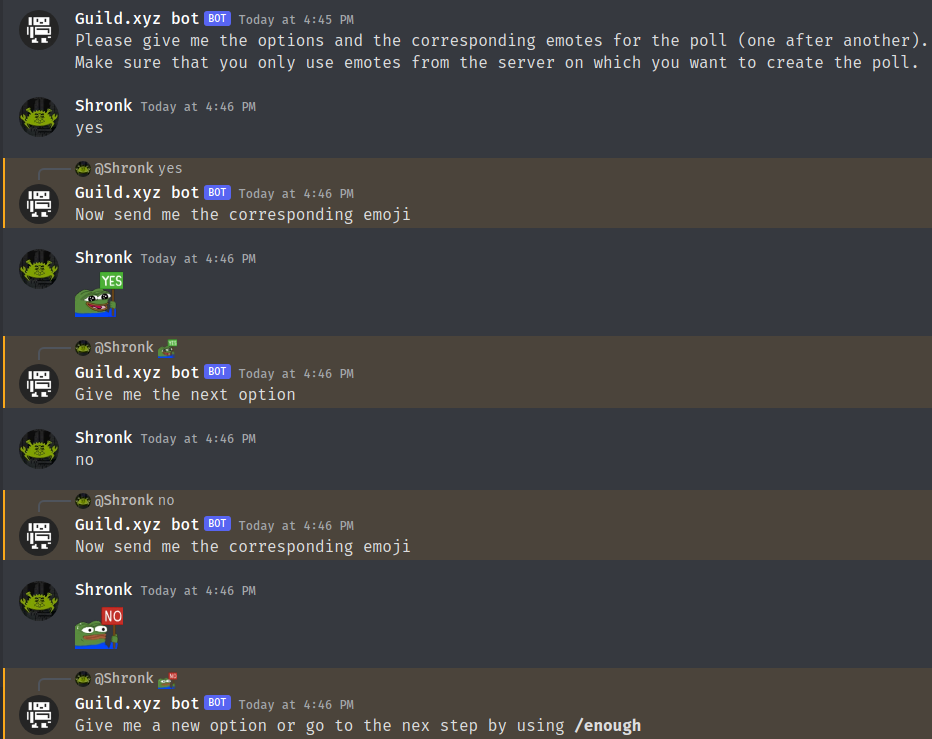 Guild.xyz bot BOT Today at 4:45 PM
Please give me the options and the corresponding emotes for the poll (one after another).
Make sure that you only use emotes from the server on which you want to create the poll.
Shronk Today at 4:46 PM
yes
@Shronk yes
Guild.xyz bot BOT Today at 4:46 PM
Now send me the corresponding emoji
Shronk Today at 4:46 PM
YES
@Shronk YES
Guild.xyz bot BOT Today at 4:46 PM
Give me the next option
Shronk Today at 4:46 PM
no
@Shronk no
Guild.xyz bot BOT Today at 4:46 PM
Now send me the corresponding emoji
Shronk Today at 4:46 PM
NO
@Shronk NO
Guild.xyz bot BOT Today at 4:46 PM
Give me a new option or go to the nex step by using /enough